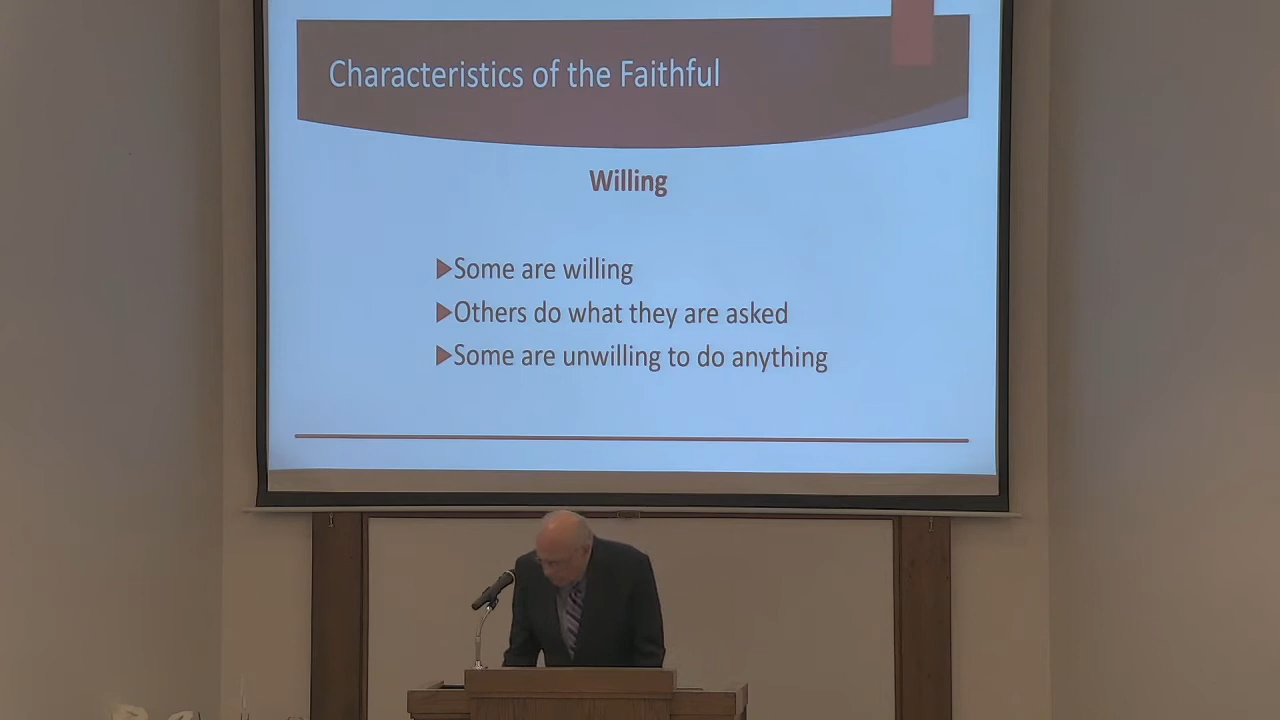 Characteristics of the Faithful
Willing
Some are willing
Others do what they are asked
Some are unwilling to do anything